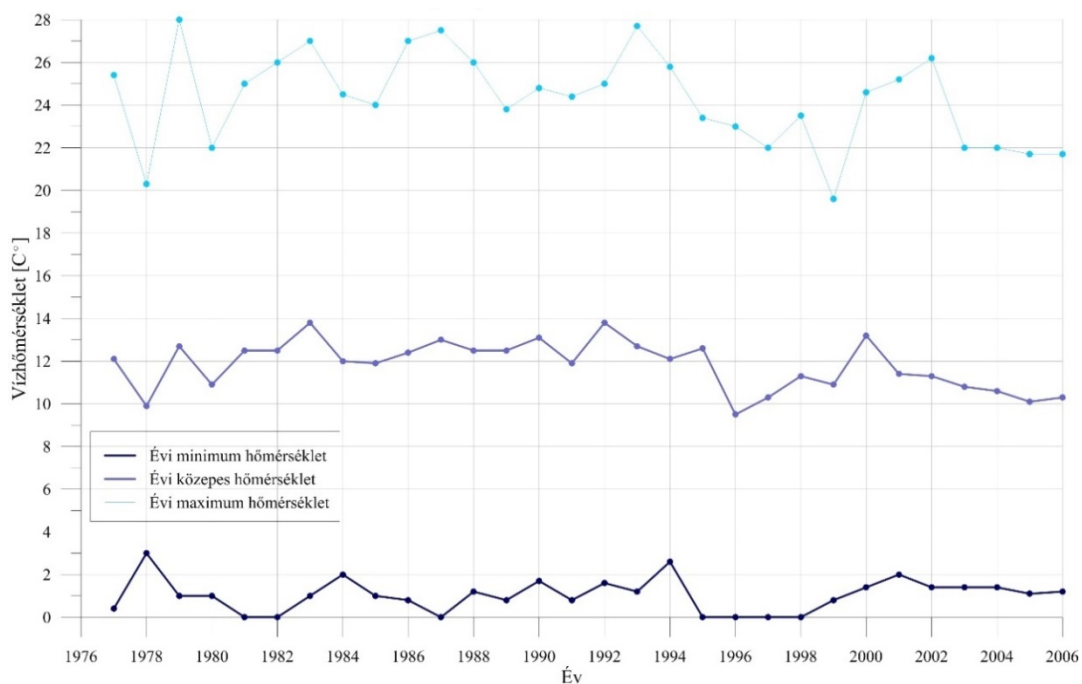 28
26
24
22
20
18
16
14
12
10
8
6
4
2
0
Vízhőmérséklet [C°]
Évi minimum hőmérséklet
Évi közepes hőmérséklet
Évi maximum hőmérséklet
1976 1978 1980 1982 1984 1986 1988 1990 1992 1994 1996 1998 2000 2002 2004 2006
Év